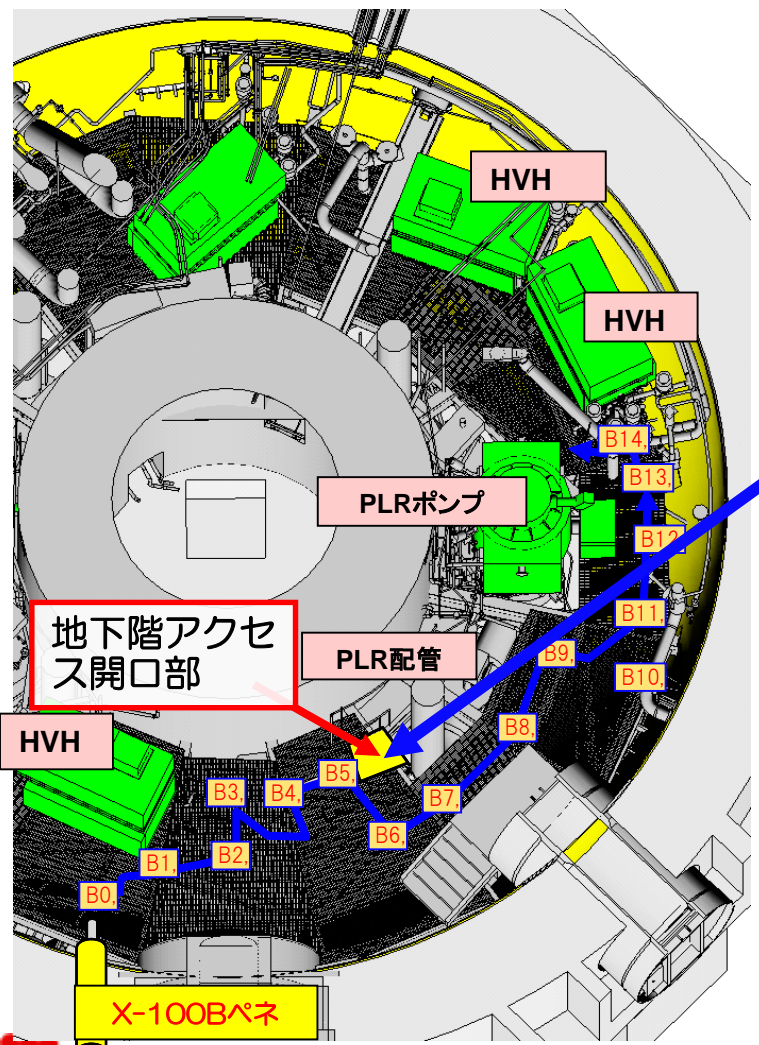 HVH
HVH
B14,
B13,
PLRポンプ
B12
地下階アクセ
ス開口部
B11,
PLR配管
B9,
B10,
HVH
B8,
B5,
B3,
B4,
B7,
B6,
B2,
B1,
B0,
X-100Bペネ